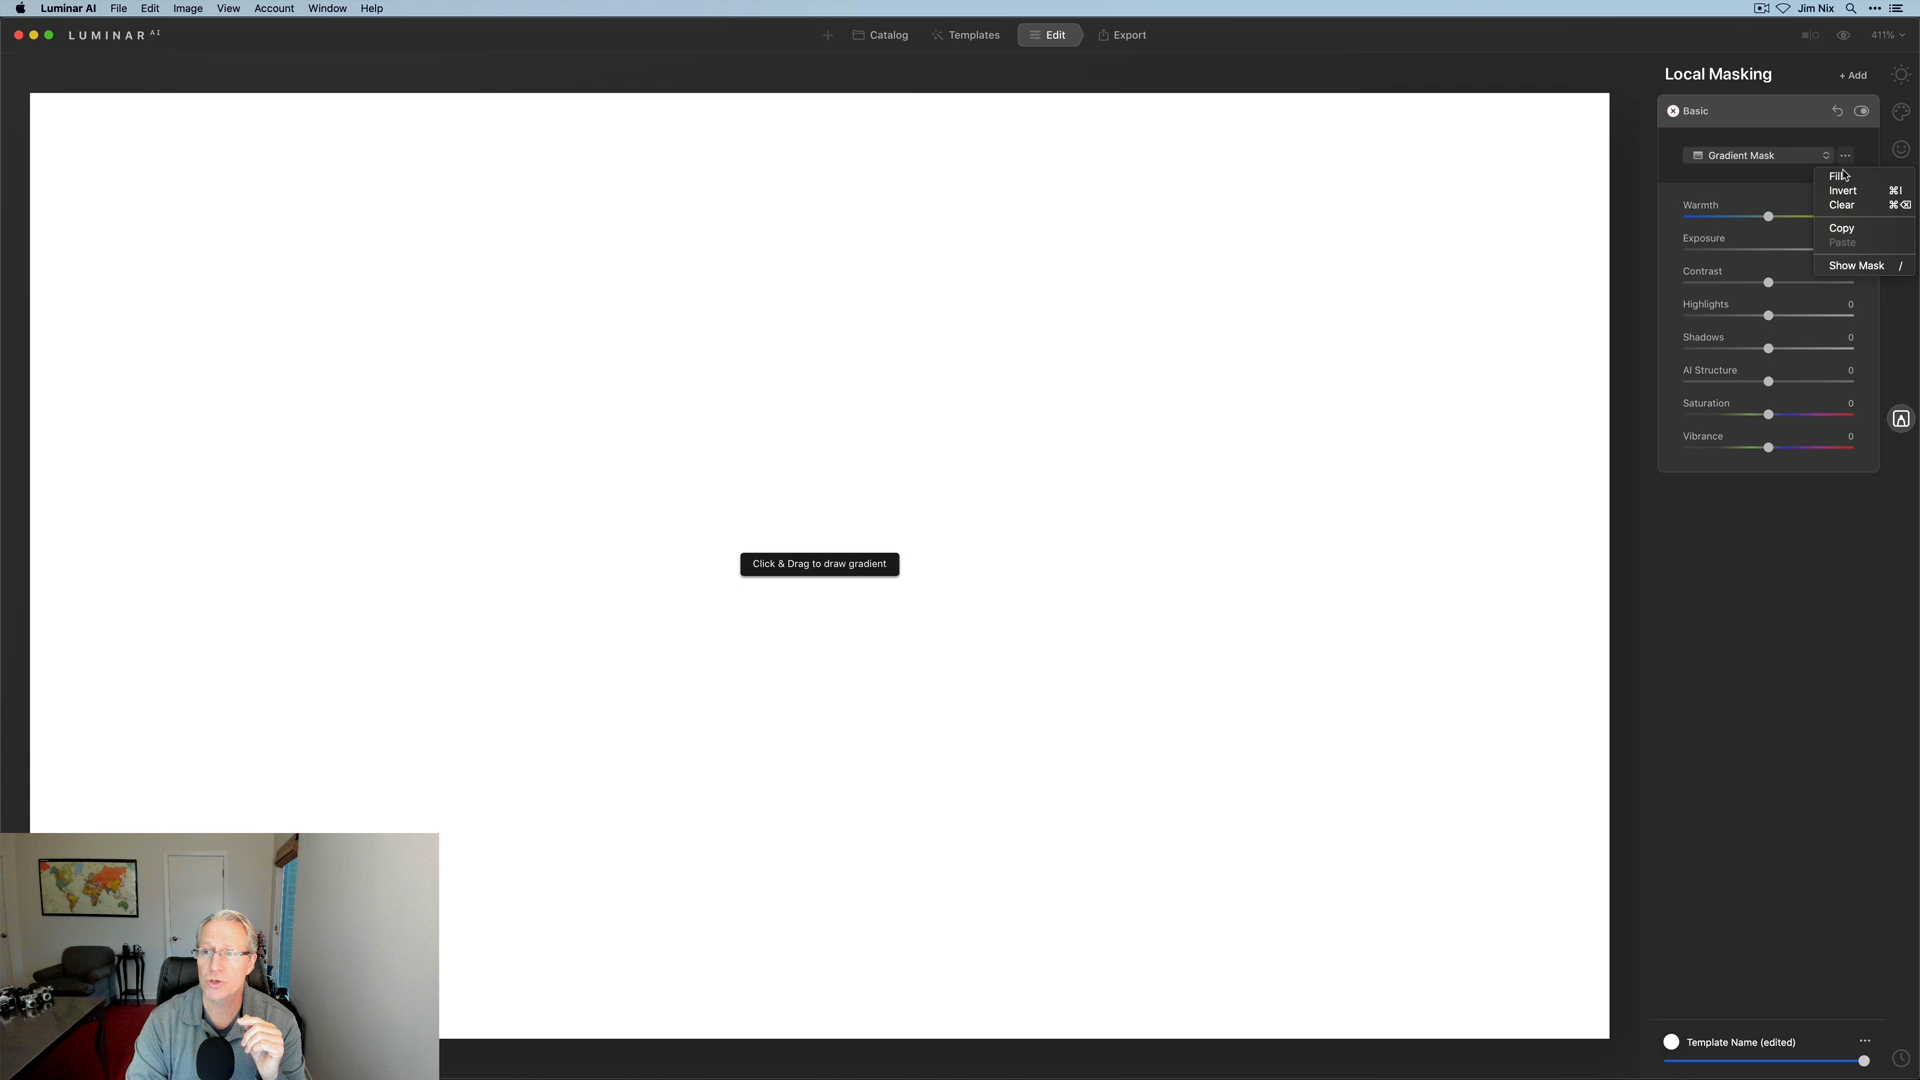 Luminar AI File Edit Image View Account Window Help Jim Nix
LUMINAR AI
Catalog Templates Edit Export 411%
Local Masking + Add
Basic
Gradient Mask
Fill
Invert ⌘I
Clear ⌘⌫
Copy
Paste
Show Mask /
Warmth
Exposure
Contrast
Highlights 0
Shadows 0
AI Structure 0
Saturation 0
Vibrance 0
Click & Drag to draw gradient
Template Name (edited)